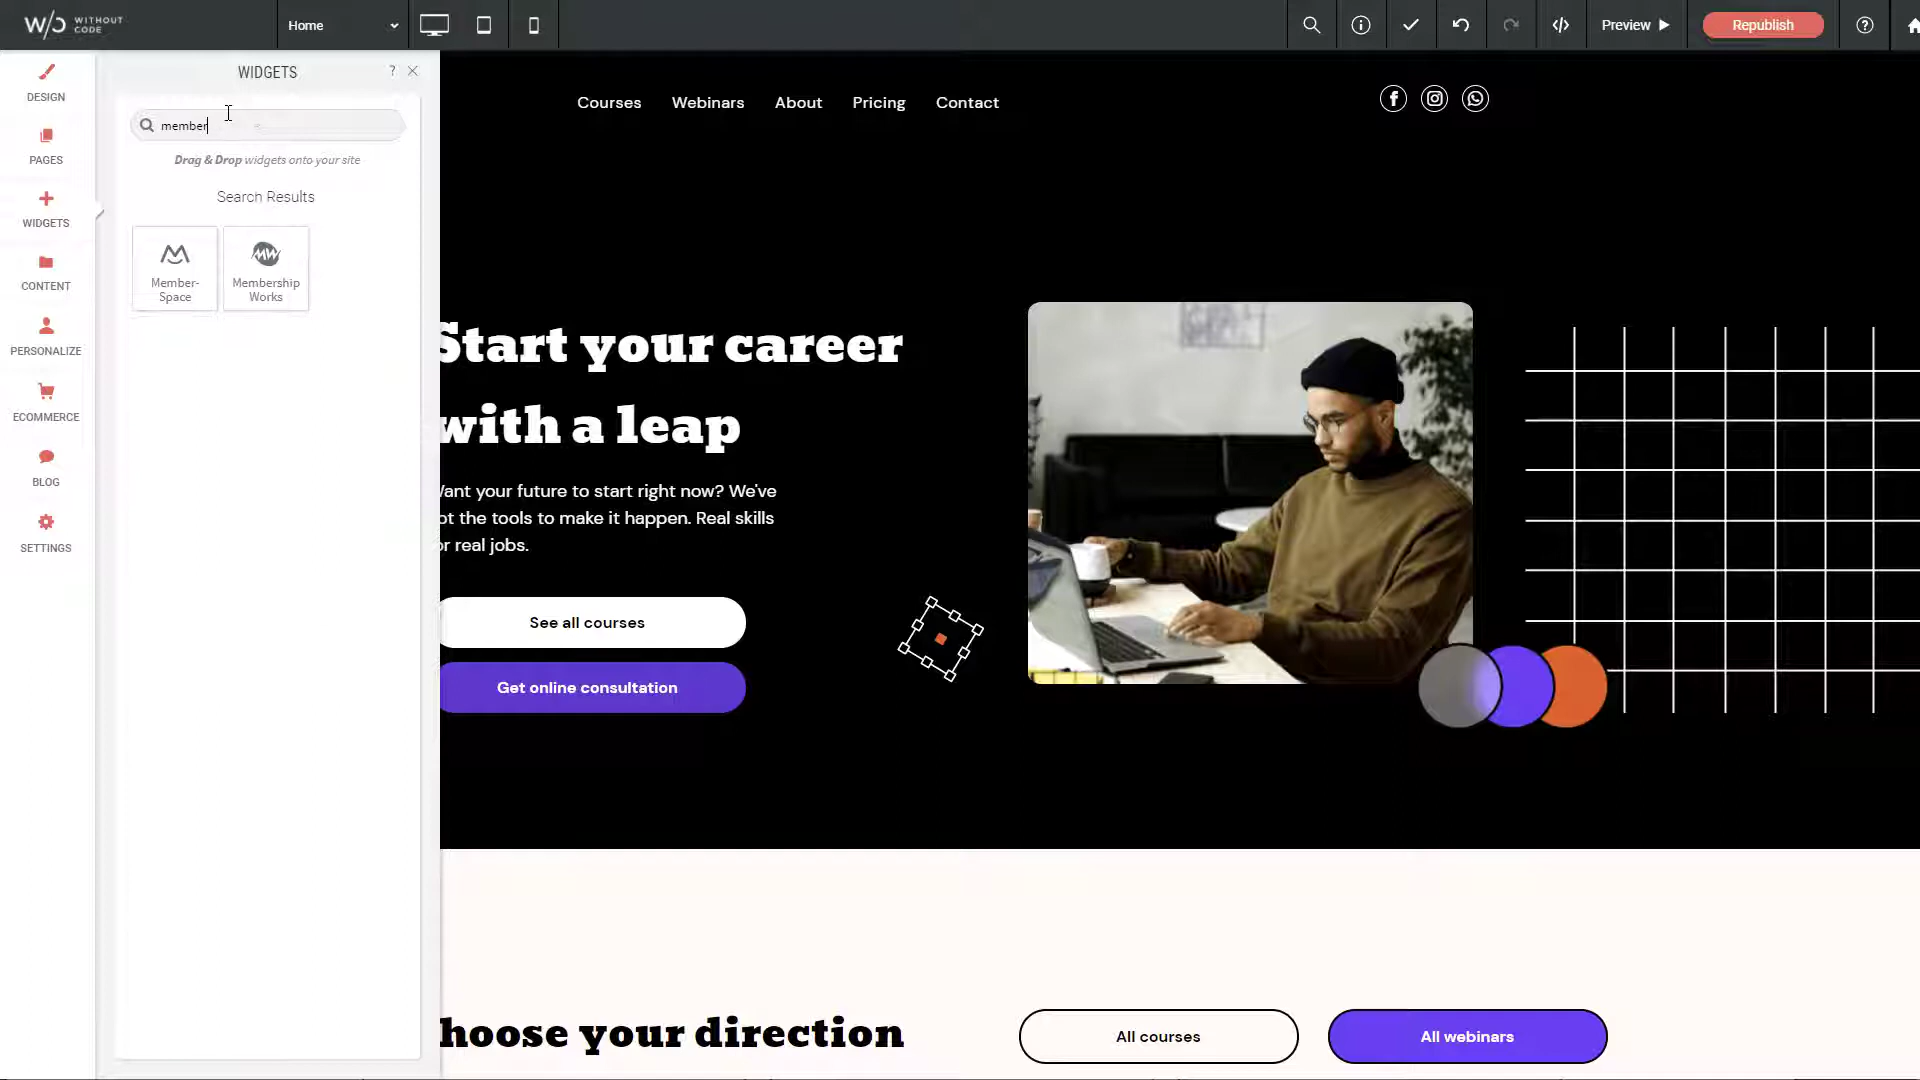 WITHOUT
CODE
Home
Preview
Republish
DESIGN
PAGES
WIDGETS
CONTENT
PERSONALIZE
ECOMMERCE
BLOG
SETTINGS
WIDGETS
?
member
Drag & Drop widgets onto your site
Search Results
Member-
Space
Membership
Works
Courses
Webinars
About
Pricing
Contact
Start your career
with a leap
Want your future to start right now? We've
got the tools to make it happen. Real skills
for real jobs.
See all courses
Get online consultation
hoose your direction
All courses
All webinars